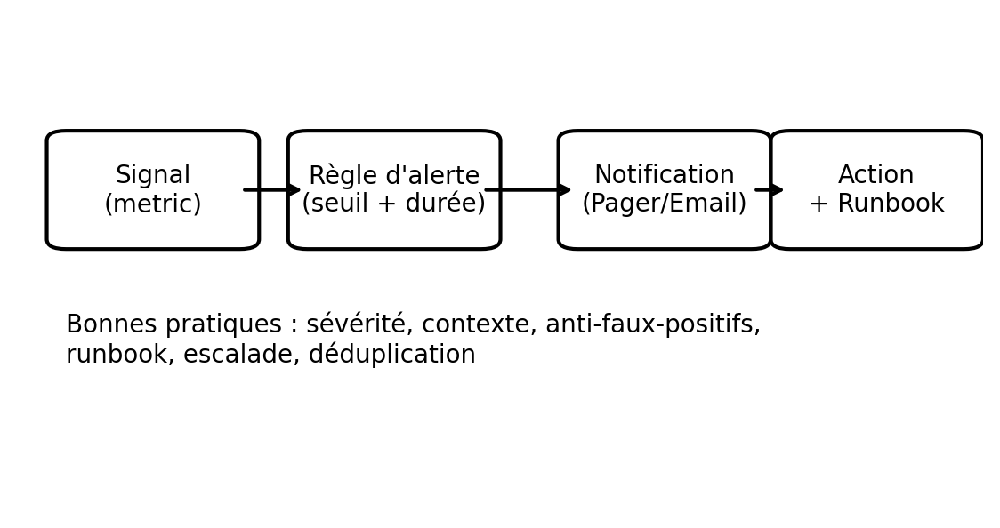 Signal
(metric)
Règle d'alerte
(seuil + durée)
Notification
(Pager/Email)
Action
+ Runbook
Bonnes pratiques : sévérité, contexte, anti-faux-positifs,
runbook, escalade, déduplication